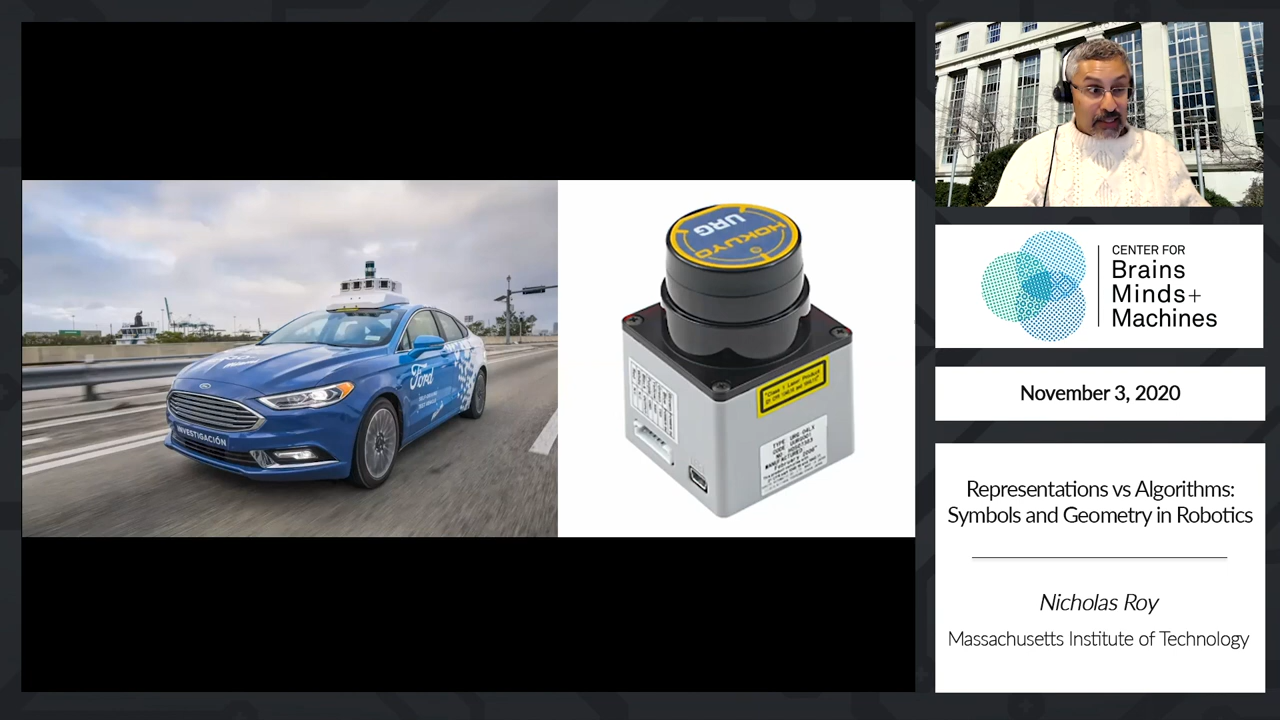 Ford
INVESTIGACIÓN
HOKUYO
URG
CENTER FOR
Brains
Minds+
Machines
November 3, 2020
Representations vs Algorithms:
Symbols and Geometry in Robotics
Nicholas Roy
Massachusetts Institute of Technology